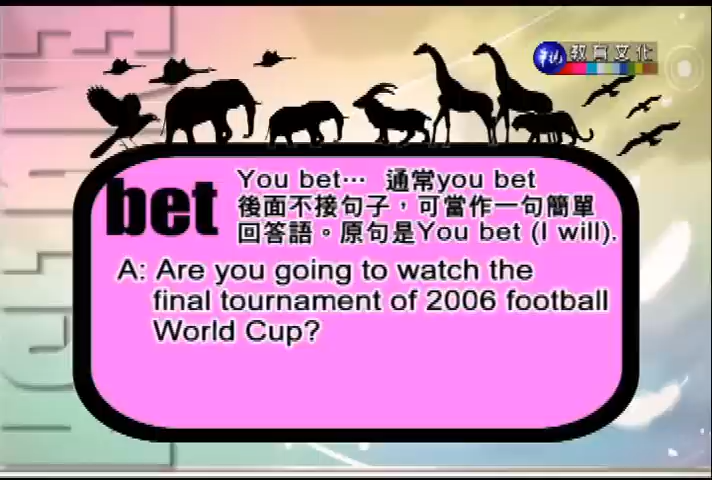 華視 教育文化
bet
You bet… 通常you bet
後面不接句子，可當作一句簡單
回答語。原句是You bet (I will).
A: Are you going to watch the
final tournament of 2006 football
World Cup?